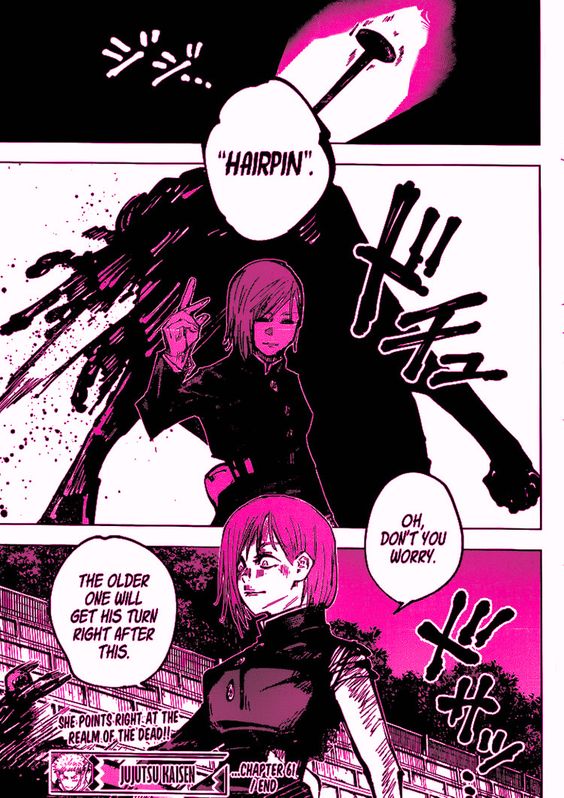 ジジ…
"HAIRPIN".
ドチュ
OH,
DON'T YOU
WORRY.
THE OLDER
ONE WILL
GET HIS TURN
RIGHT AFTER
THIS.
ドサッ…
SHE POINTS RIGHT AT THE
REALM OF THE DEAD!!
JUJUTSU KAISEN
...CHAPTER 61
/ END